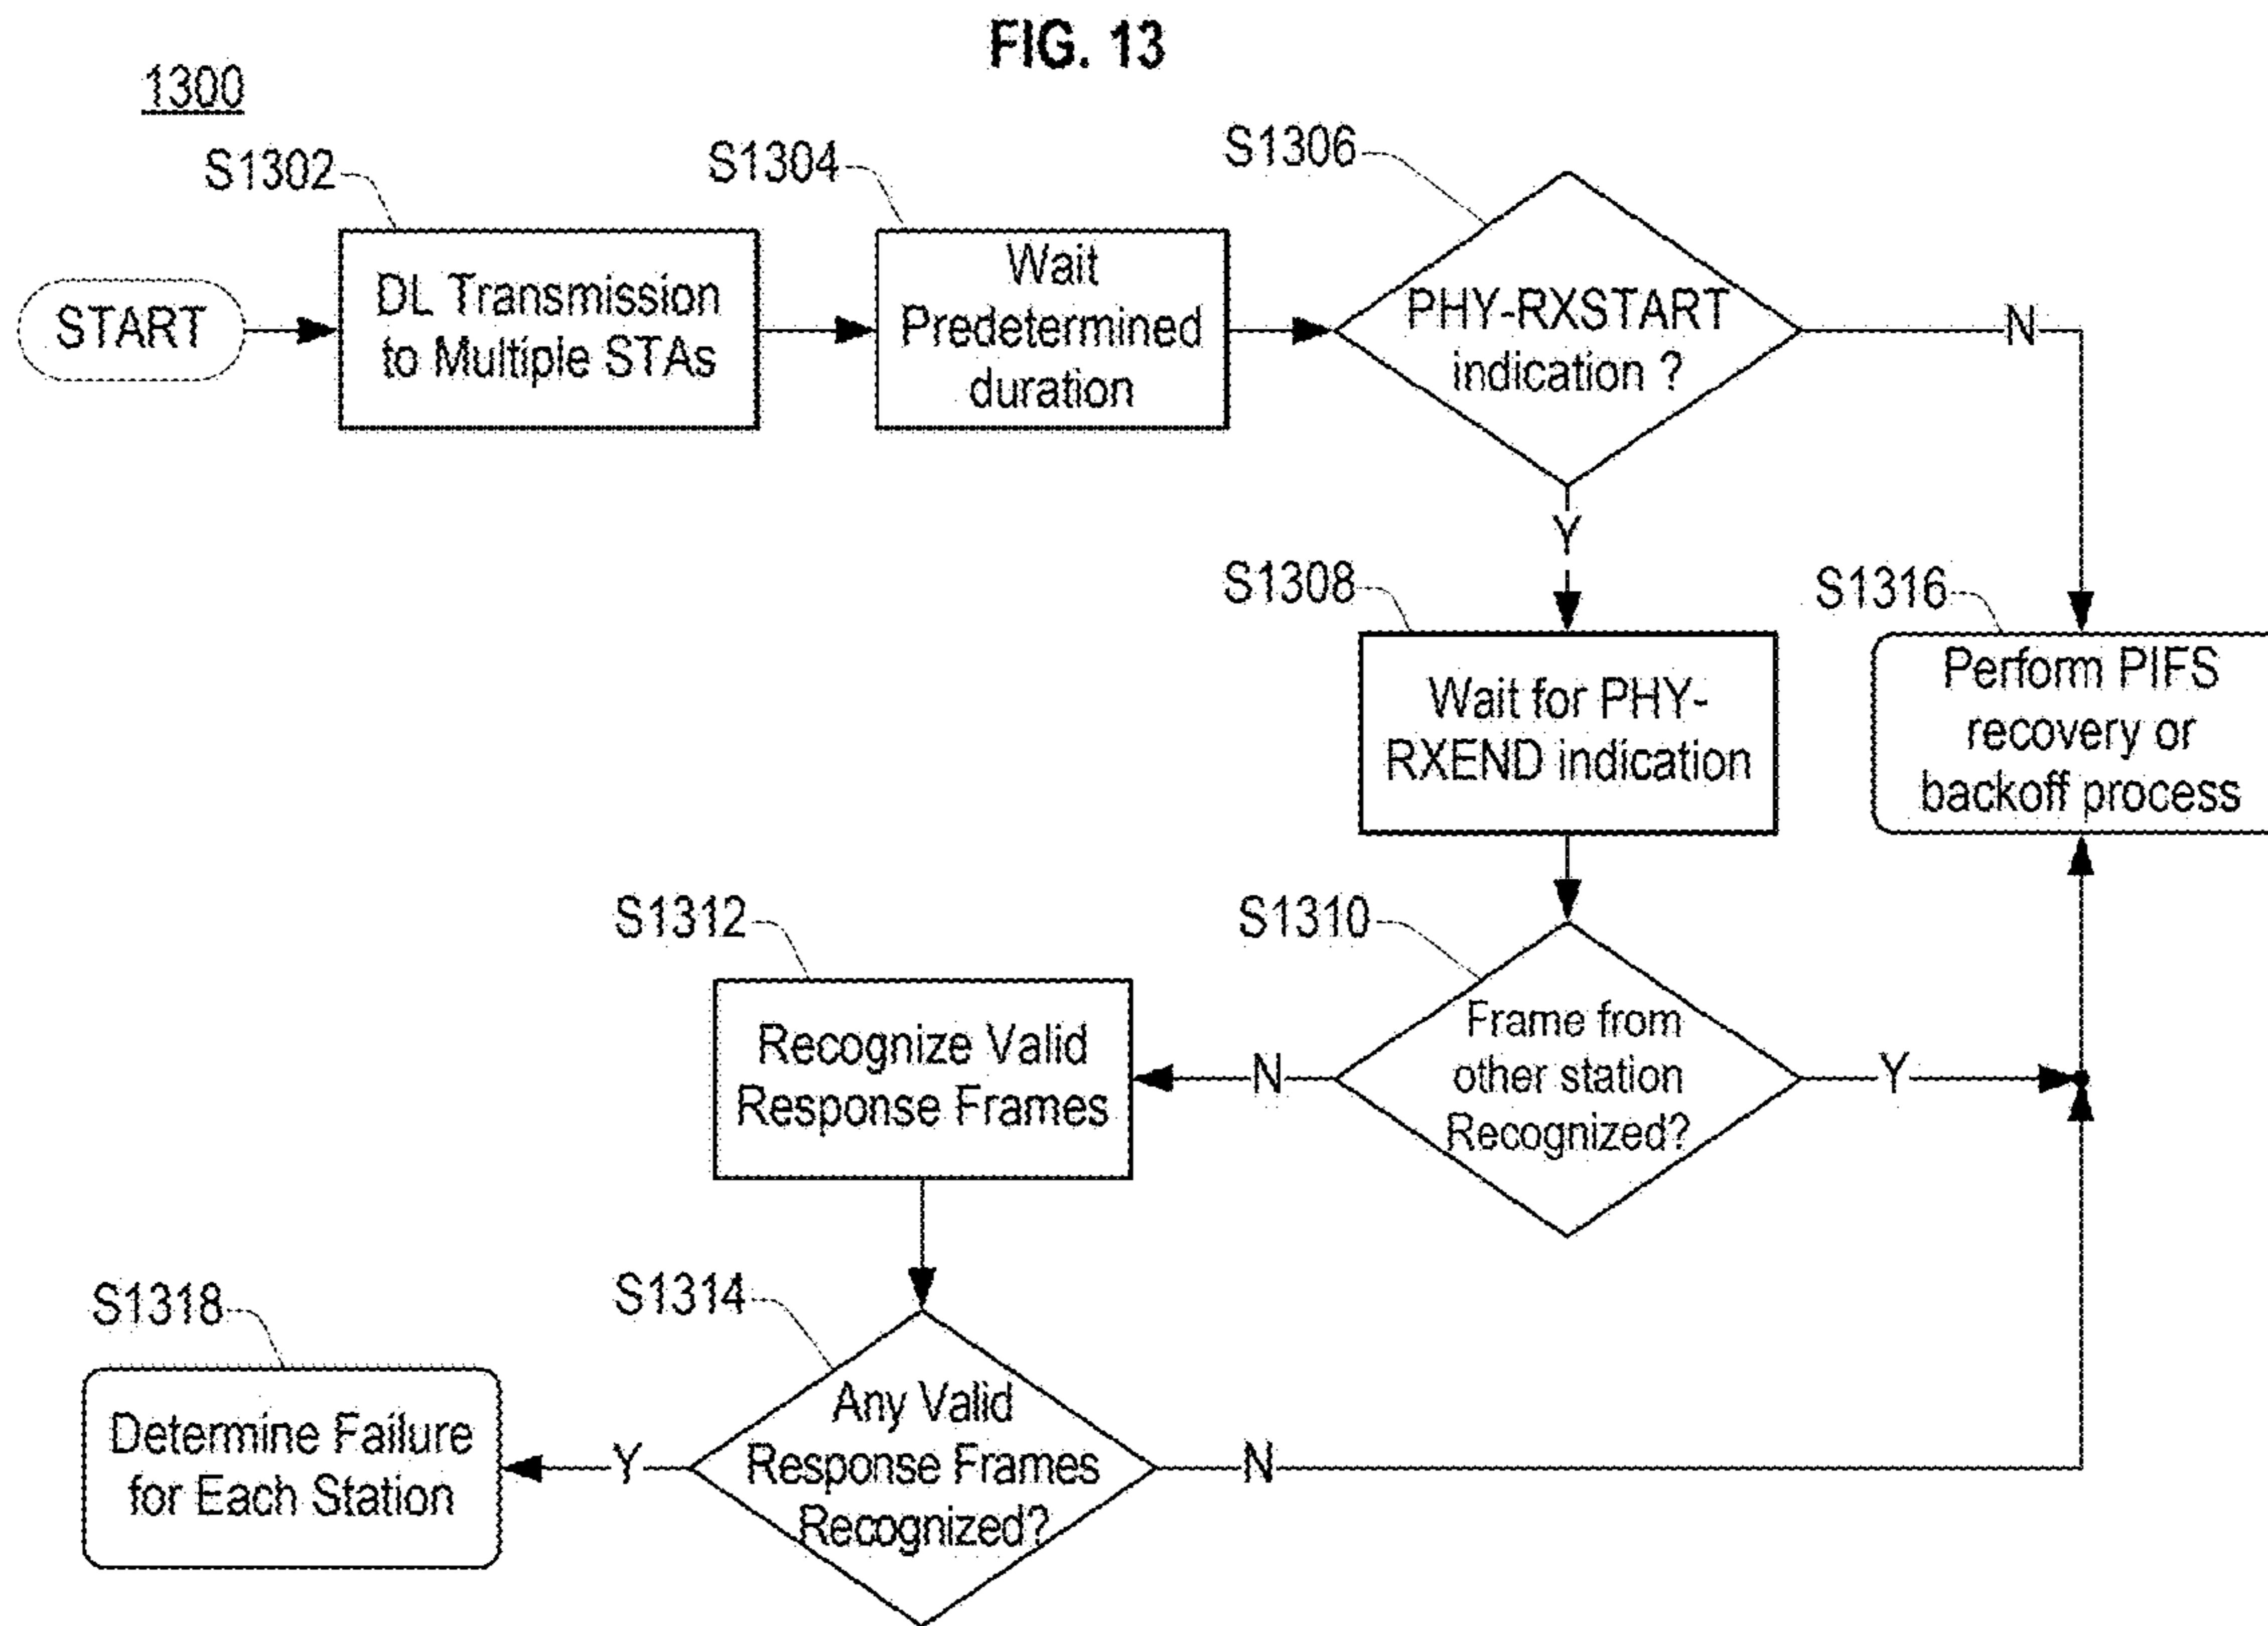 FIG. 13
1300
S1302
S1304
S1306
START
DL Transmission
to Multiple STAs
Wait
Predetermined
duration
PHY-RXSTART
indication ?
N
Y
S1308
S1316
Wait for PHY-
RXEND indication
Perform PIFS
recovery or
backoff process
S1312
S1310
Recognize Valid
Response Frames
N
Frame from
other station
Recognized?
Y
S1318
S1314
Determine Failure
for Each Station
Y
Any Valid
Response Frames
Recognized?
N